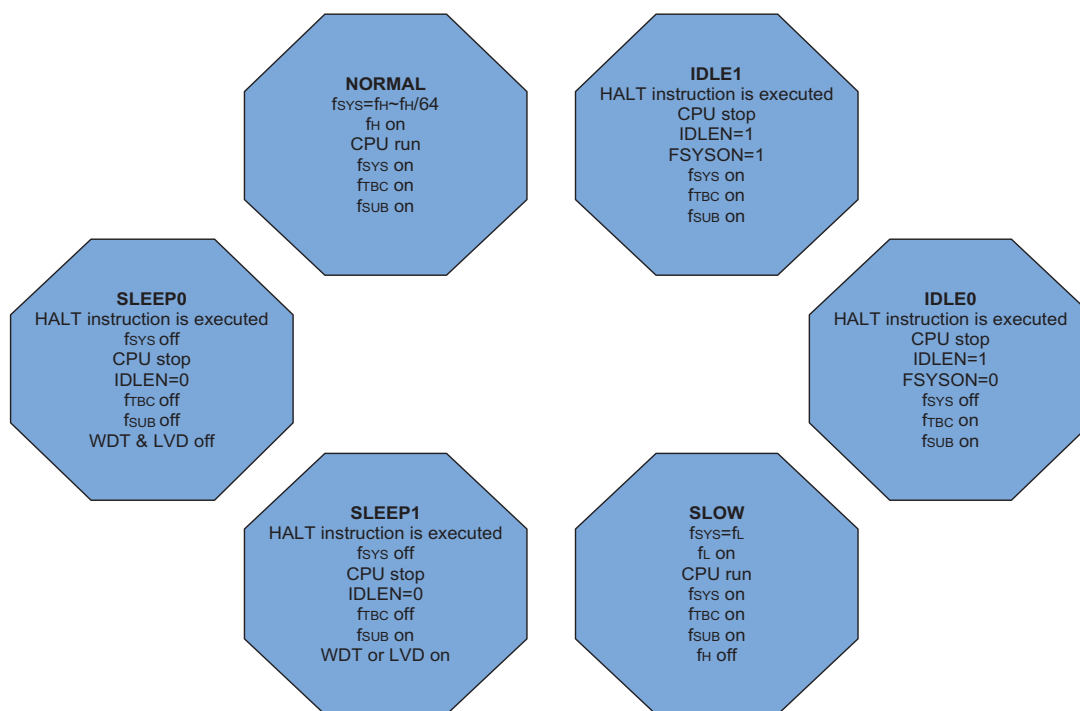 NORMAL
fSYS=fH~fH/64
fH on
CPU run
fSYS on
fTBC on
fSUB on
IDLE1
HALT instruction is executed
CPU stop
IDLEN=1
FSYSON=1
fSYS on
fTBC on
fSUB on
SLEEP0
HALT instruction is executed
fSYS off
CPU stop
IDLEN=0
fTBC off
fSUB off
WDT & LVD off
IDLE0
HALT instruction is executed
CPU stop
IDLEN=1
FSYSON=0
fSYS off
fTBC on
fSUB on
SLEEP1
HALT instruction is executed
fSYS off
CPU stop
IDLEN=0
fTBC off
fSUB on
WDT or LVD on
SLOW
fSYS=fL
fL on
CPU run
fSYS on
fTBC on
fSUB on
fH off